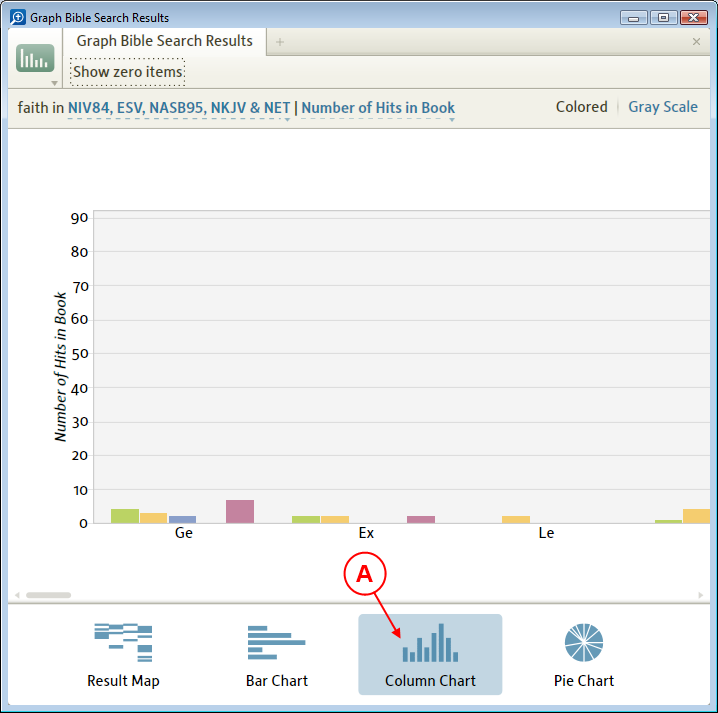 Graph Bible Search Results
Graph Bible Search Results
Show zero items
faith in NIV84, ESV, NASB95, NKJV & NET | Number of Hits in Book Colored Gray Scale
Number of Hits in Book
90
80
70
60
50
40
30
20
10
0
Ge Ex Le
A
Result Map Bar Chart Column Chart Pie Chart